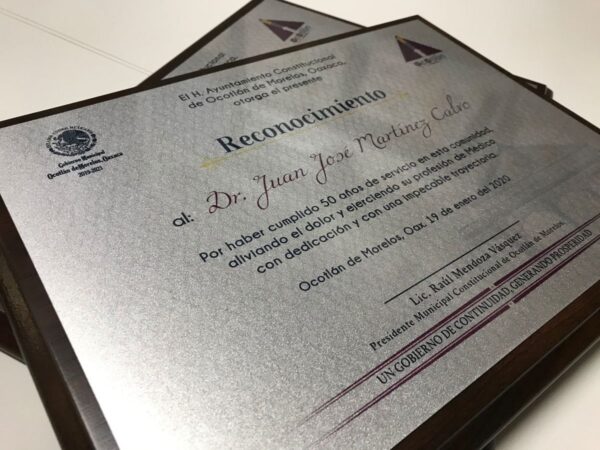 El H. Ayuntamiento Constitucional
de Ocotlán de Morelos, Oaxaca,
otorga el presente
Reconocimiento
al: Dr. Juan José Martínez Calvo
Por haber cumplido 50 años de servicio en esta comunidad,
aliviando el dolor y ejerciendo su profesión de Médico
con dedicación y con una impecable trayectoria.
Ocotlán de Morelos, Oax. 19 de enero del 2020
Lic. Raúl Mendoza Vásquez
Presidente Municipal Constitucional de Ocotlán de Morelos.
UN GOBIERNO DE CONTINUIDAD, GENERANDO PROSPERIDAD
Gobierno Municipal
Ocotlán de Morelos, Oaxaca
2019-2021